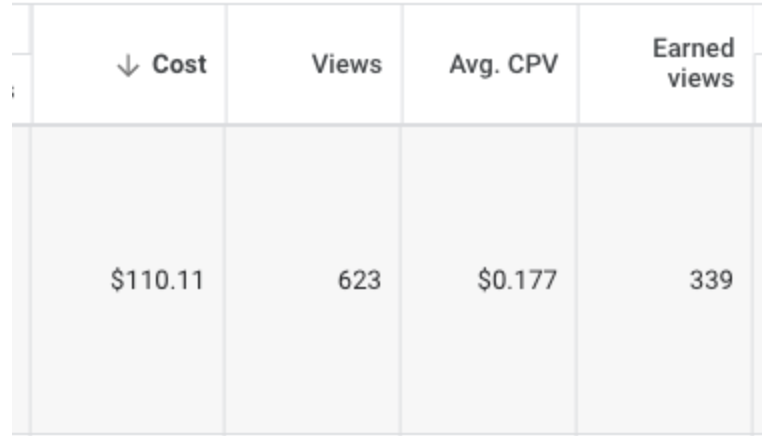 Cost
Views
Avg. CPV
Earned
views
$110.11
623
$0.177
339